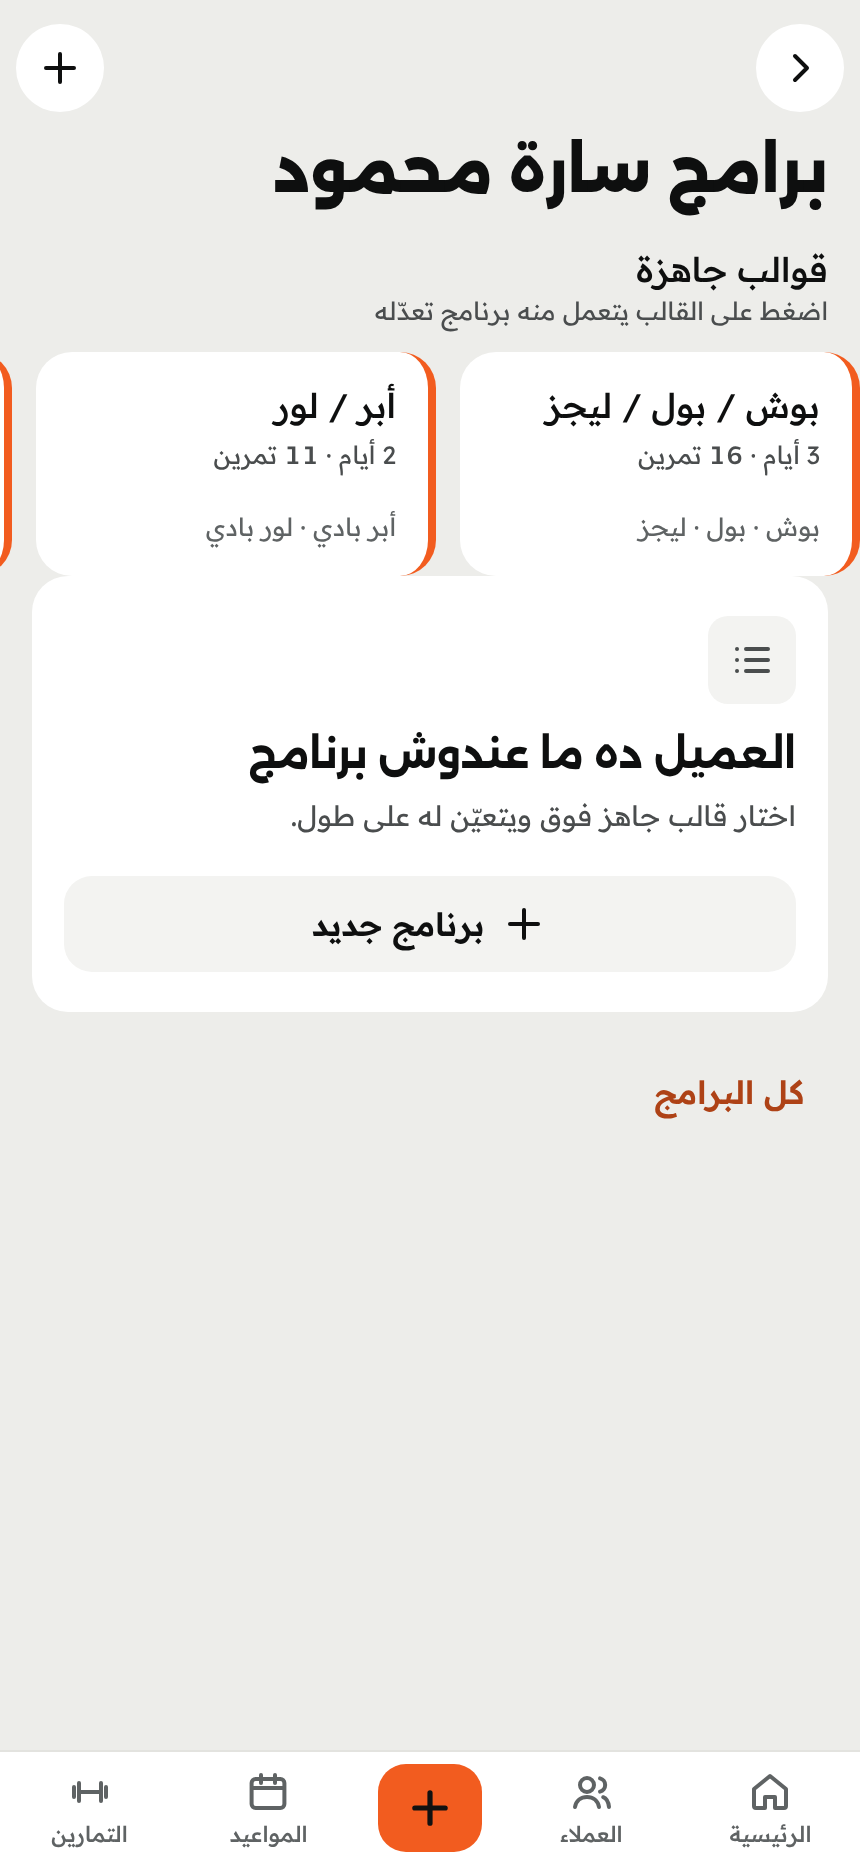 برامج سارة محمود
قوالب جاهزة
اضغط على القالب يتعمل منه برنامج تعدّله
بوش / بول / ليجز
3 أيام · 16 تمرين
بوش · بول · ليجز
أبر / لور
2 أيام · 11 تمرين
أبر بادي · لور بادي
العميل ده ما عندوش برنامج
اختار قالب جاهز فوق ويتعيّن له على طول.
برنامج جديد
كل البرامج
الرئيسية
العملاء
المواعيد
التمارين